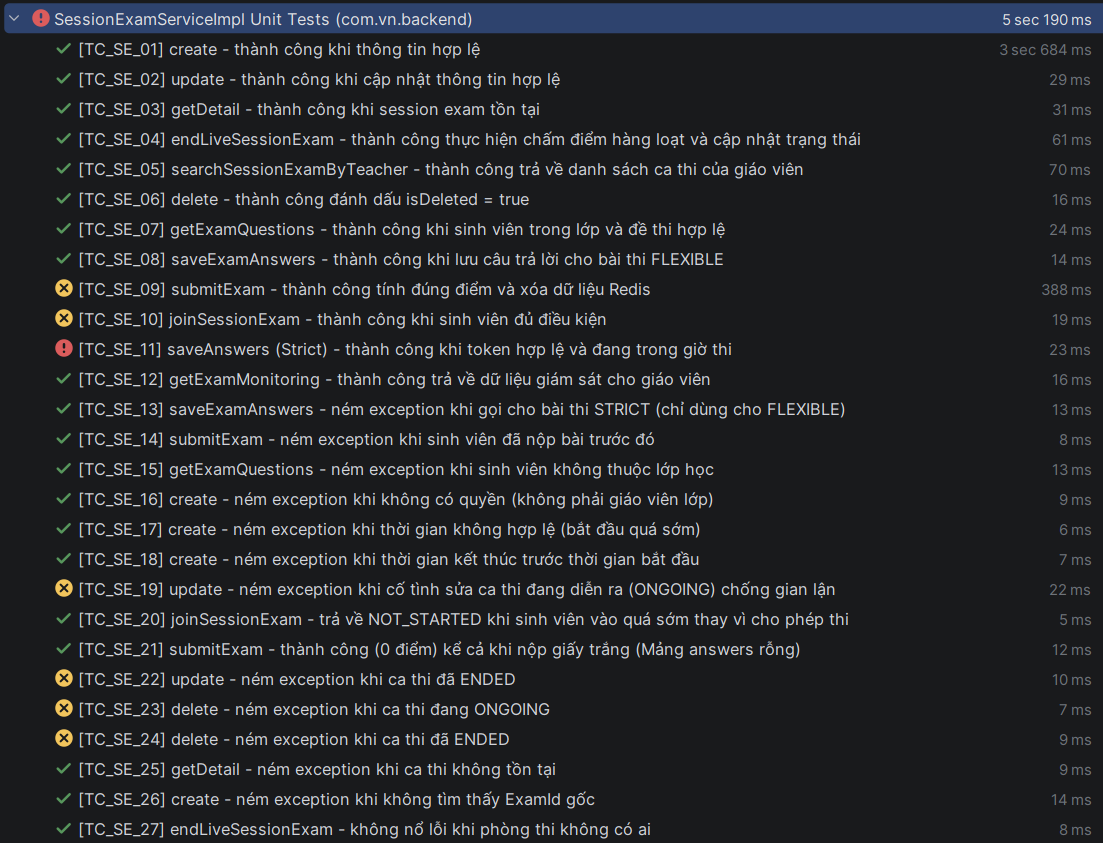 SessionExamServiceImpl Unit Tests (com.vn.backend) 5 sec 190 ms
[TC_SE_01] create - thành công khi thông tin hợp lệ 3 sec 684 ms
[TC_SE_02] update - thành công khi cập nhật thông tin hợp lệ 29 ms
[TC_SE_03] getDetail - thành công khi session exam tồn tại 31 ms
[TC_SE_04] endLiveSessionExam - thành công thực hiện chấm điểm hàng loạt và cập nhật trạng thái 61 ms
[TC_SE_05] searchSessionExamByTeacher - thành công trả về danh sách ca thi của giáo viên 70 ms
[TC_SE_06] delete - thành công đánh dấu isDeleted = true 16 ms
[TC_SE_07] getExamQuestions - thành công khi sinh viên trong lớp và đề thi hợp lệ 24 ms
[TC_SE_08] saveExamAnswers - thành công khi lưu câu trả lời cho bài thi FLEXIBLE 14 ms
[TC_SE_09] submitExam - thành công tính đúng điểm và xóa dữ liệu Redis 388 ms
[TC_SE_10] joinSessionExam - thành công khi sinh viên đủ điều kiện 19 ms
[TC_SE_11] saveAnswers (Strict) - thành công khi token hợp lệ và đang trong giờ thi 23 ms
[TC_SE_12] getExamMonitoring - thành công trả về dữ liệu giám sát cho giáo viên 16 ms
[TC_SE_13] saveExamAnswers - ném exception khi gọi cho bài thi STRICT (chỉ dùng cho FLEXIBLE) 13 ms
[TC_SE_14] submitExam - ném exception khi sinh viên đã nộp bài trước đó 8 ms
[TC_SE_15] getExamQuestions - ném exception khi sinh viên không thuộc lớp học 13 ms
[TC_SE_16] create - ném exception khi không có quyền (không phải giáo viên lớp) 9 ms
[TC_SE_17] create - ném exception khi thời gian không hợp lệ (bắt đầu quá sớm) 6 ms
[TC_SE_18] create - ném exception khi thời gian kết thúc trước thời gian bắt đầu 7 ms
[TC_SE_19] update - ném exception khi cố tình sửa ca thi đang diễn ra (ONGOING) chống gian lận 22 ms
[TC_SE_20] joinSessionExam - trả về NOT_STARTED khi sinh viên vào quá sớm thay vì cho phép thi 5 ms
[TC_SE_21] submitExam - thành công (0 điểm) kể cả khi nộp giấy trắng (Mảng answers rỗng) 12 ms
[TC_SE_22] update - ném exception khi ca thi đã ENDED 10 ms
[TC_SE_23] delete - ném exception khi ca thi đang ONGOING 7 ms
[TC_SE_24] delete - ném exception khi ca thi đã ENDED 9 ms
[TC_SE_25] getDetail - ném exception khi ca thi không tồn tại 9 ms
[TC_SE_26] create - ném exception khi không tìm thấy ExamId gốc 14 ms
[TC_SE_27] endLiveSessionExam - không nổ lỗi khi phòng thi không có ai 8 ms